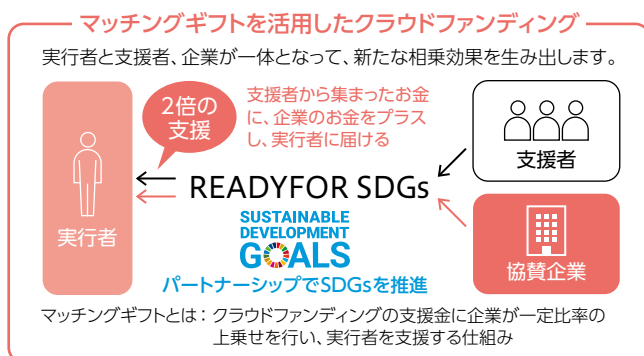 マッチングギフトを活用したクラウドファンディング
実行者と支援者、企業が一体となって、新たな相乗効果を生み出します。
2倍の
支援
支援者から集まったお金
に、企業のお金をプラス
し、実行者に届ける
支援者
実行者
READYFOR SDGs
SUSTAINABLE
DEVELOPMENT
GOALS
パートナーシップでSDGsを推進
協賛企業
マッチングギフトとは：クラウドファンディングの支援金に企業が一定比率の
上乗せを行い、実行者を支援する仕組み